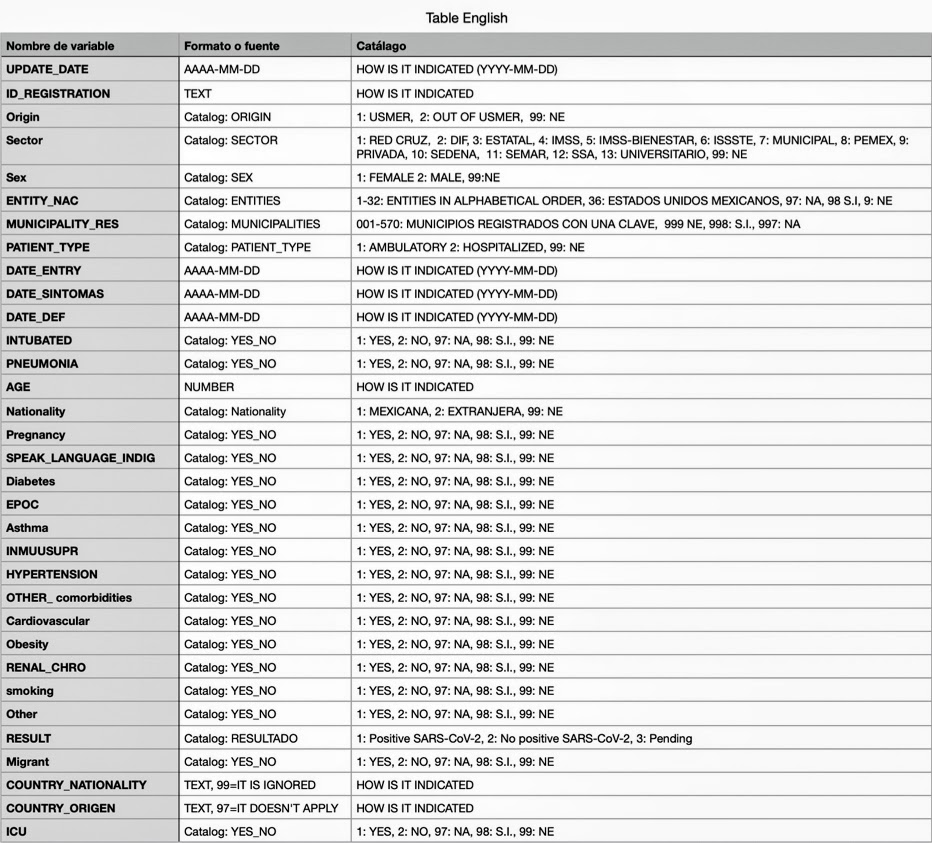 Table English
Nombre de variable Formato o fuente Catálago
UPDATE_DATE AAAA-MM-DD HOW IS IT INDICATED (YYYY-MM-DD)
ID_REGISTRATION TEXT HOW IS IT INDICATED
Origin Catalog: ORIGIN 1: USMER, 2: OUT OF USMER, 99: NE
Sector Catalog: SECTOR 1: RED CRUZ, 2: DIF, 3: ESTATAL, 4: IMSS, 5: IMSS-BIENESTAR, 6: ISSSTE, 7: MUNICIPAL, 8: PEMEX, 9:
PRIVADA, 10: SEDENA, 11: SEMAR, 12: SSA, 13: UNIVERSITARIO, 99: NE
Sex Catalog: SEX 1: FEMALE 2: MALE, 99:NE
ENTITY_NAC Catalog: ENTITIES 1-32: ENTITIES IN ALPHABETICAL ORDER, 36: ESTADOS UNIDOS MEXICANOS, 97: NA, 98 S.I, 9: NE
MUNICIPALITY_RES Catalog: MUNICIPALITIES 001-570: MUNICIPIOS REGISTRADOS CON UNA CLAVE, 999 NE, 998: S.I., 997: NA
PATIENT_TYPE Catalog: PATIENT_TYPE 1: AMBULATORY 2: HOSPITALIZED, 99: NE
DATE_ENTRY AAAA-MM-DD HOW IS IT INDICATED (YYYY-MM-DD)
DATE_SINTOMAS AAAA-MM-DD HOW IS IT INDICATED (YYYY-MM-DD)
DATE_DEF AAAA-MM-DD HOW IS IT INDICATED (YYYY-MM-DD)
INTUBATED Catalog: YES_NO 1: YES, 2: NO, 97: NA, 98: S.I., 99: NE
PNEUMONIA Catalog: YES_NO 1: YES, 2: NO, 97: NA, 98: S.I., 99: NE
AGE NUMBER HOW IS IT INDICATED
Nationality Catalog: Nationality 1: MEXICANA, 2: EXTRANJERA, 99: NE
Pregnancy Catalog: YES_NO 1: YES, 2: NO, 97: NA, 98: S.I., 99: NE
SPEAK_LANGUAGE_INDIG Catalog: YES_NO 1: YES, 2: NO, 97: NA, 98: S.I., 99: NE
Diabetes Catalog: YES_NO 1: YES, 2: NO, 97: NA, 98: S.I., 99: NE
EPOC Catalog: YES_NO 1: YES, 2: NO, 97: NA, 98: S.I., 99: NE
Asthma Catalog: YES_NO 1: YES, 2: NO, 97: NA, 98: S.I., 99: NE
INMUUSUPR Catalog: YES_NO 1: YES, 2: NO, 97: NA, 98: S.I., 99: NE
HYPERTENSION Catalog: YES_NO 1: YES, 2: NO, 97: NA, 98: S.I., 99: NE
OTHER_ comorbidities Catalog: YES_NO 1: YES, 2: NO, 97: NA, 98: S.I., 99: NE
Cardiovascular Catalog: YES_NO 1: YES, 2: NO, 97: NA, 98: S.I., 99: NE
Obesity Catalog: YES_NO 1: YES, 2: NO, 97: NA, 98: S.I., 99: NE
RENAL_CHRO Catalog: YES_NO 1: YES, 2: NO, 97: NA, 98: S.I., 99: NE
smoking Catalog: YES_NO 1: YES, 2: NO, 97: NA, 98: S.I., 99: NE
Other Catalog: YES_NO 1: YES, 2: NO, 97: NA, 98: S.I., 99: NE
RESULT Catalog: RESULTADO 1: Positive SARS-CoV-2, 2: No positive SARS-CoV-2, 3: Pending
Migrant Catalog: YES_NO 1: YES, 2: NO, 97: NA, 98: S.I., 99: NE
COUNTRY_NATIONALITY TEXT, 99=IT IS IGNORED HOW IS IT INDICATED
COUNTRY_ORIGEN TEXT, 97=IT DOESN'T APPLY HOW IS IT INDICATED
ICU Catalog: YES_NO 1: YES, 2: NO, 97: NA, 98: S.I., 99: NE